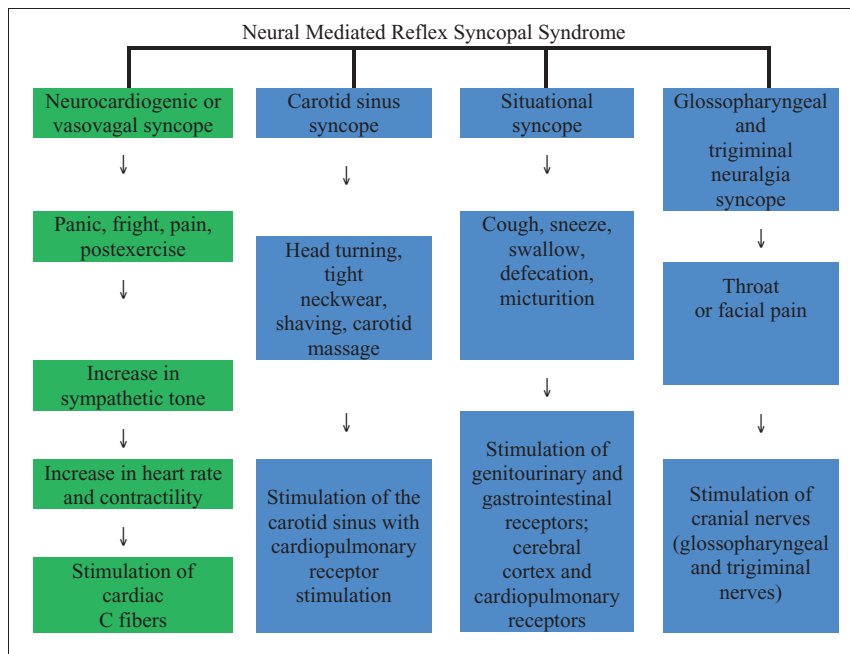 Neural Mediated Reflex Syncopal Syndrome
Neurocardiogenic or
vasovagal syncope
↓
Panic, fright, pain,
postexercise
↓
Increase in
sympathetic tone
↓
Increase in heart rate
and contractility
↓
Stimulation of
cardiac
C fibers
Carotid sinus
syncope
↓
Head turning,
tight
neckwear,
shaving, carotid
massage
↓
Stimulation of the
carotid sinus with
cardiopulmonary
receptor
stimulation
Situational
syncope
↓
Cough, sneeze,
swallow,
defecation,
micturition
↓
Stimulation of
genitourinary and
gastrointestinal
receptors;
cerebral
cortex and
cardiopulmonary
receptors
Glossopharyngeal
and
trigiminal
neuralgia
syncope
↓
Throat
or facial pain
↓
Stimulation of
cranial nerves
(glossopharyngeal
and trigiminal
nerves)